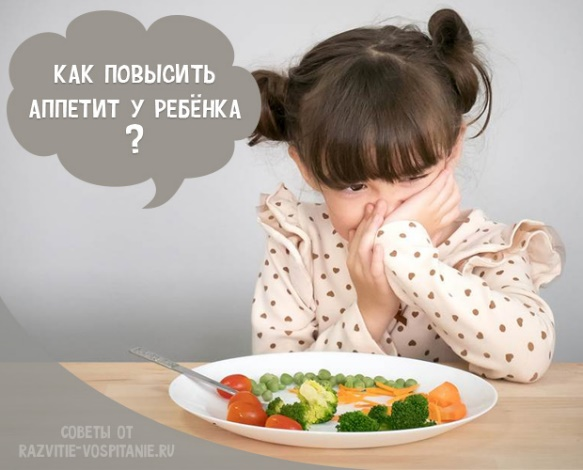 КАК ПОВЫСИТЬ
АППЕТИТ У РЕБЁНКА
?
СОВЕТЫ ОТ
RAZVITIE-VOSPITANIE.RU